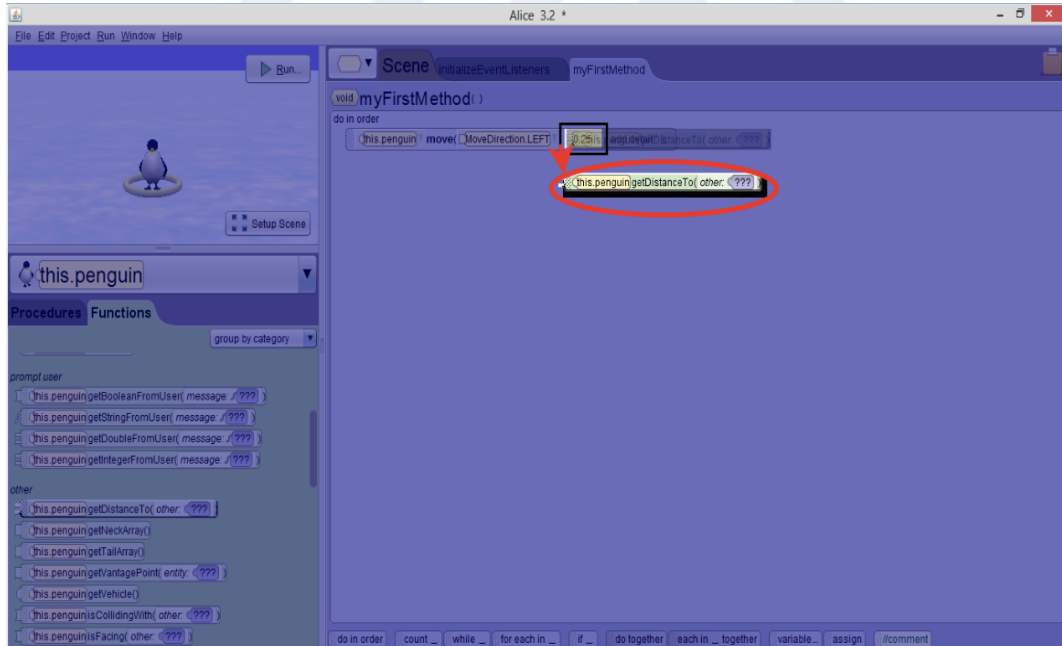 Alice 3.2 *
File Edit Project Run Window Help
Run...
Setup Scene
this.penguin
Procedures Functions
group by category
prompt user
this.penguin getBooleanFromUser( message: ??? )
this.penguin getStringFromUser( message: ??? )
this.penguin getDoubleFromUser( message: ??? )
this.penguin getIntegerFromUser( message: ??? )
other
this.penguin getDistanceTo( other: ??? )
this.penguin getNeckArray()
this.penguin getTailArray()
this.penguin getVantagePoint( entity: ??? )
this.penguin getVehicle()
this.penguin isCollidingWith( other: ??? )
this.penguin isFacing( other: ??? )
Scene initializeEventListeners myFirstMethod
void myFirstMethod ( )
do in order
this.penguin move( MoveDirection.LEFT 0.25 add detail getDistanceTo( other: ??? )
this.penguin getDistanceTo( other: ??? )
do in order count _ while _ for each in _ if _ do together each in _ together variable... assign //comment